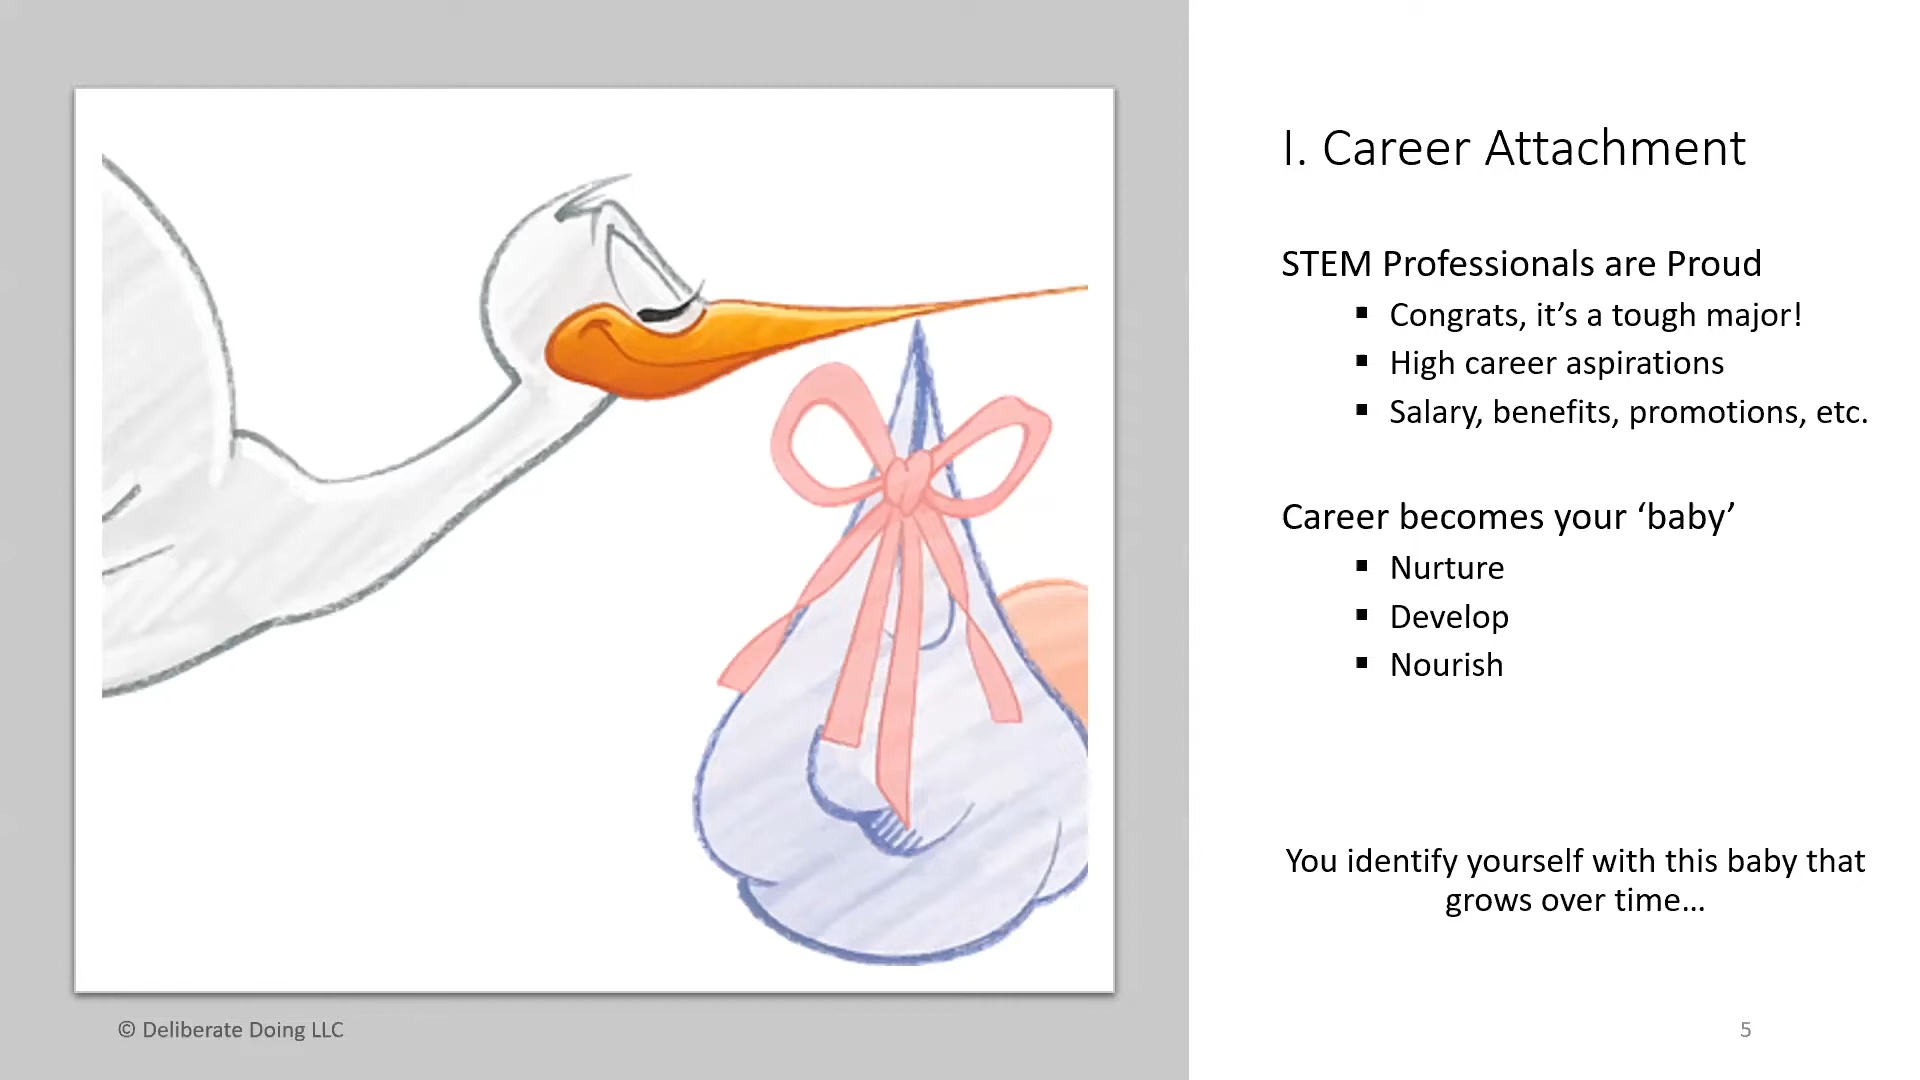 I. Career Attachment
STEM Professionals are Proud
▪ Congrats, it’s a tough major!
▪ High career aspirations
▪ Salary, benefits, promotions, etc.
Career becomes your ‘baby’
▪ Nurture
▪ Develop
▪ Nourish
You identify yourself with this baby that
grows over time…
© Deliberate Doing LLC
5